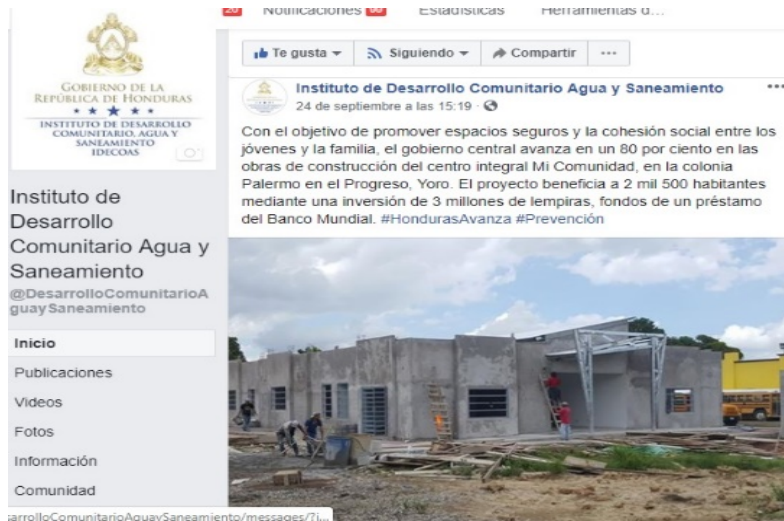 20 Notificaciones 90 Estadísticas Herramientas d...
GOBIERNO DE LA
REPÚBLICA DE HONDURAS
INSTITUTO DE DESARROLLO
COMUNITARIO, AGUA Y
SANEAMIENTO
IDECOAS
Instituto de
Desarrollo
Comunitario Agua y
Saneamiento
@DesarrolloComunitarioA
guaySaneamiento
Inicio
Publicaciones
Videos
Fotos
Información
Comunidad
sarrolloComunitarioAguaySaneamiento/messages/?i...
Te gusta Siguiendo Compartir ...
Instituto de Desarrollo Comunitario Agua y Saneamiento ...
24 de septiembre a las 15:19 ·
Con el objetivo de promover espacios seguros y la cohesión social entre los
jóvenes y la familia, el gobierno central avanza en un 80 por ciento en las
obras de construcción del centro integral Mi Comunidad, en la colonia
Palermo en el Progreso, Yoro. El proyecto beneficia a 2 mil 500 habitantes
mediante una inversión de 3 millones de lempiras, fondos de un préstamo
del Banco Mundial. #HondurasAvanza #Prevención